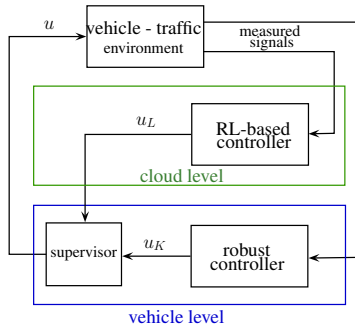 u
vehicle - traffic
environment
measured
signals
u_L
RL-based
controller
cloud level
supervisor
u_K
robust
controller
vehicle level